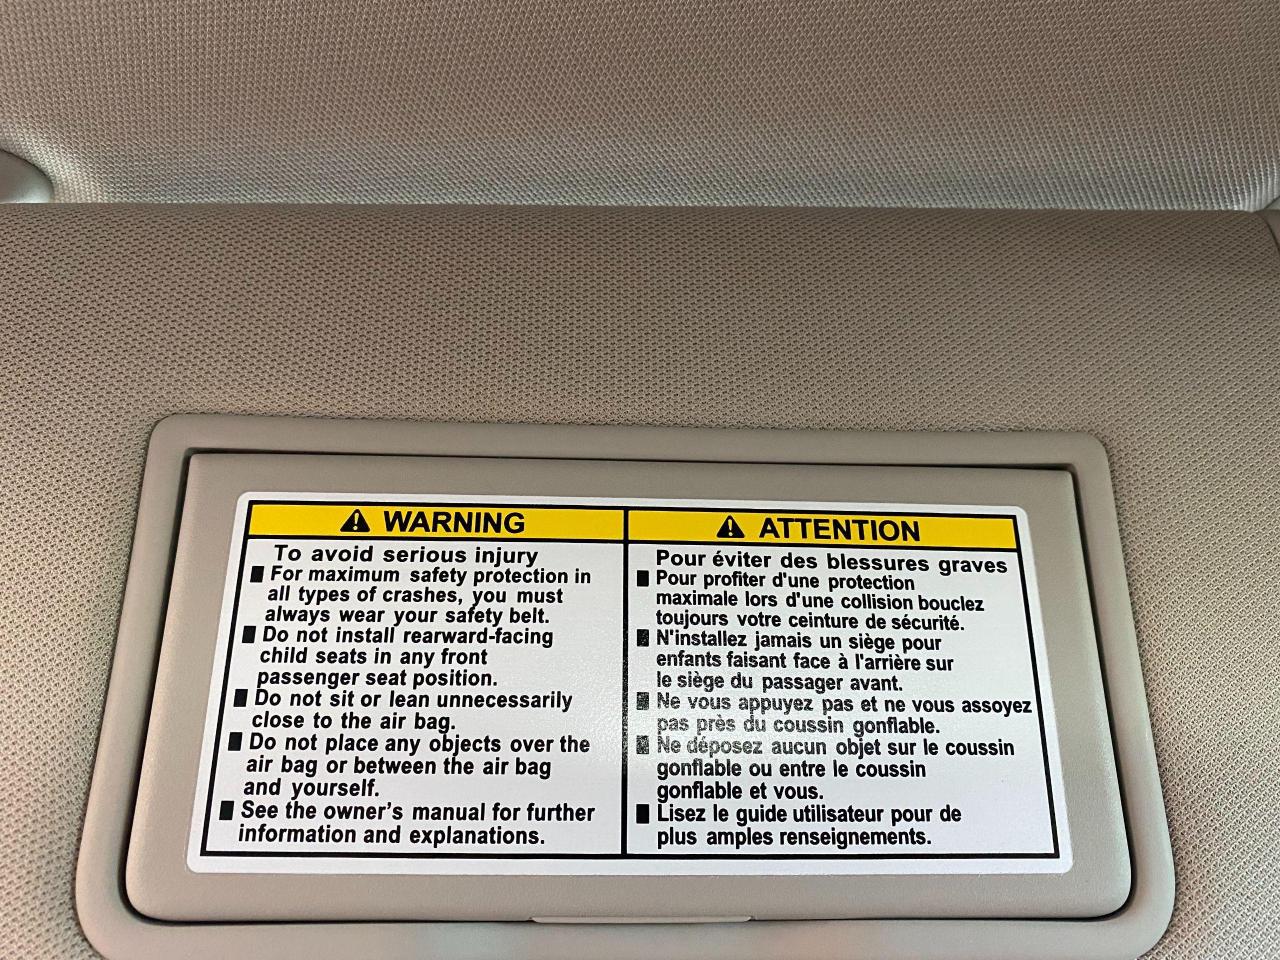 WARNING
To avoid serious injury
For maximum safety protection in
all types of crashes, you must
always wear your safety belt.
Do not install rearward-facing
child seats in any front
passenger seat position.
Do not sit or lean unnecessarily
close to the air bag.
Do not place any objects over the
air bag or between the air bag
and yourself.
See the owner's manual for further
information and explanations.
ATTENTION
Pour éviter des blessures graves
Pour profiter d'une protection
maximale lors d'une collision bouclez
toujours votre ceinture de sécurité.
N'installez jamais un siège pour
enfants faisant face à l'arrière sur
le siège du passager avant.
Ne vous appuyez pas et ne vous assoyez
pas près du coussin gonflable.
Ne déposez aucun objet sur le coussin
gonflable ou entre le coussin
gonflable et vous.
Lisez le guide utilisateur pour de
plus amples renseignements.